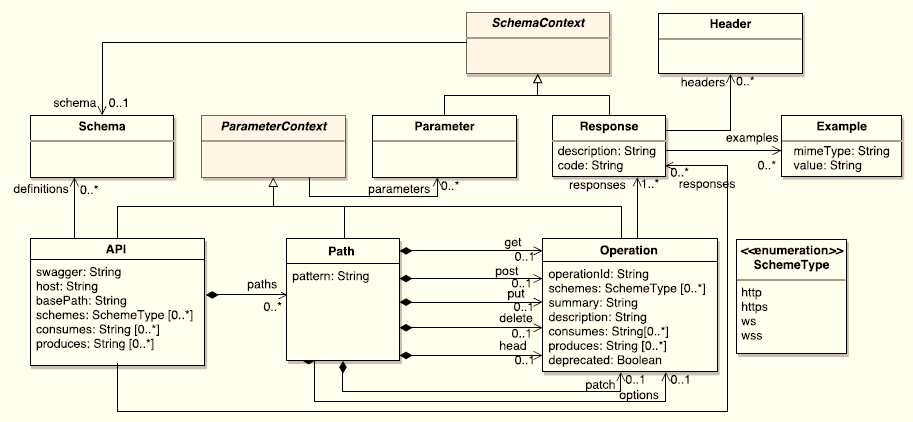 SchemaContext
Header
schema
0..1
headers
0..*
Schema
ParameterContext
Parameter
Response
description: String
code: String
examples
0..*
Example
mimeType: String
value: String
definitions
0..*
parameters
0..*
responses
1..*
0..*
responses
API
swagger: String
host: String
basePath: String
schemes: SchemeType [0..*]
consumes: String [0..*]
produces: String [0..*]
paths
0..*
Path
pattern: String
get
0..1
post
0..1
put
0..1
delete
0..1
head
0..1
patch
0..1
options
0..1
Operation
operationId: String
schemes: SchemeType [0..*]
summary: String
description: String
consumes: String[0..*]
produces: String [0..*]
deprecated: Boolean
<<enumeration>>
SchemeType
http
https
ws
wss